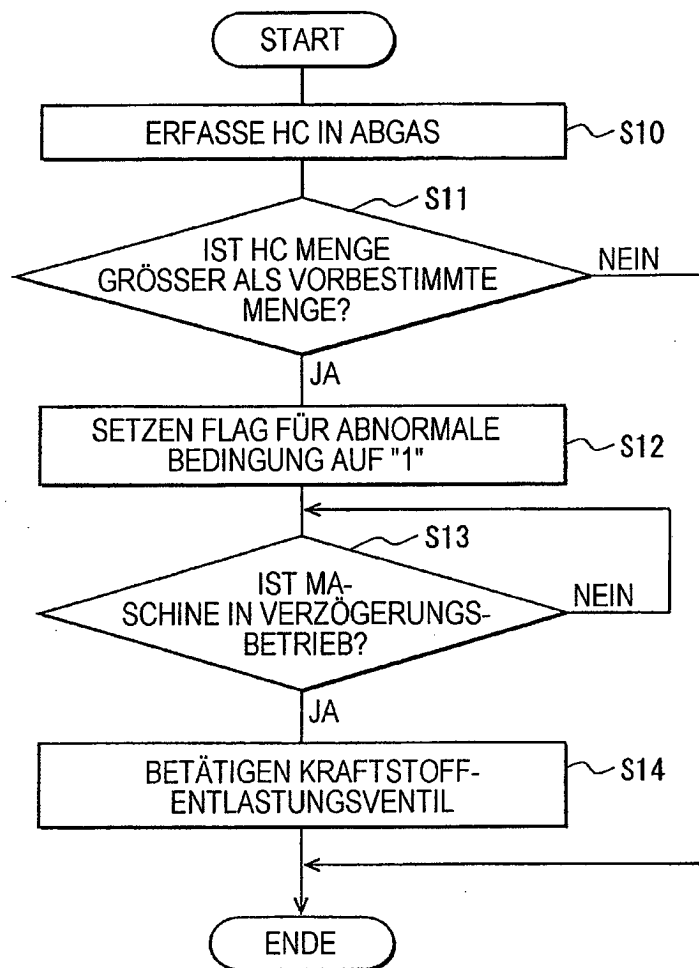 START
ERFASSE HC IN ABGAS
S10
S11
IST HC MENGE
GRÖSSER ALS VORBESTIMMTE
MENGE?
NEIN
JA
SETZEN FLAG FÜR ABNORMALE
BEDINGUNG AUF "1"
S12
S13
IST MA-
SCHINE IN VERZÖGERUNGS-
BETRIEB?
NEIN
JA
BETÄTIGEN KRAFTSTOFF-
ENTLASTUNGSVENTIL
S14
ENDE